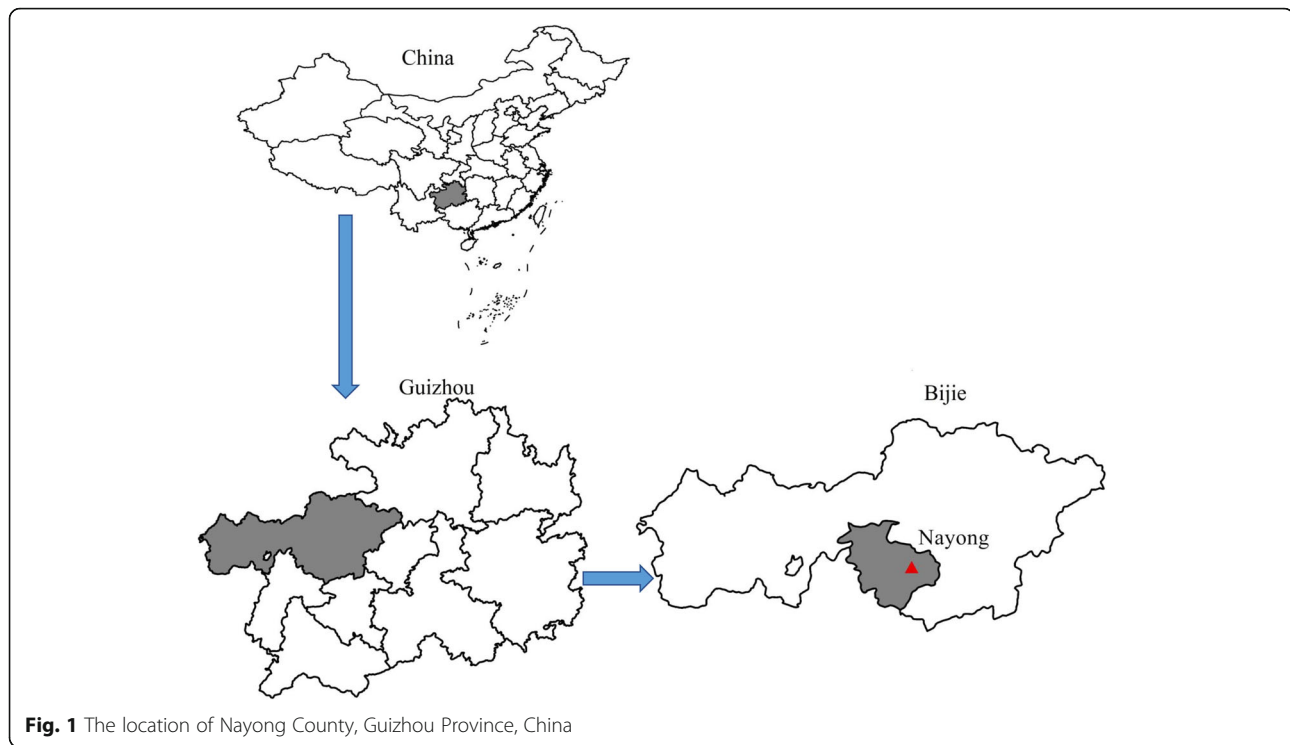 China
Guizhou
Bijie
Nayong
Fig. 1 The location of Nayong County, Guizhou Province, China